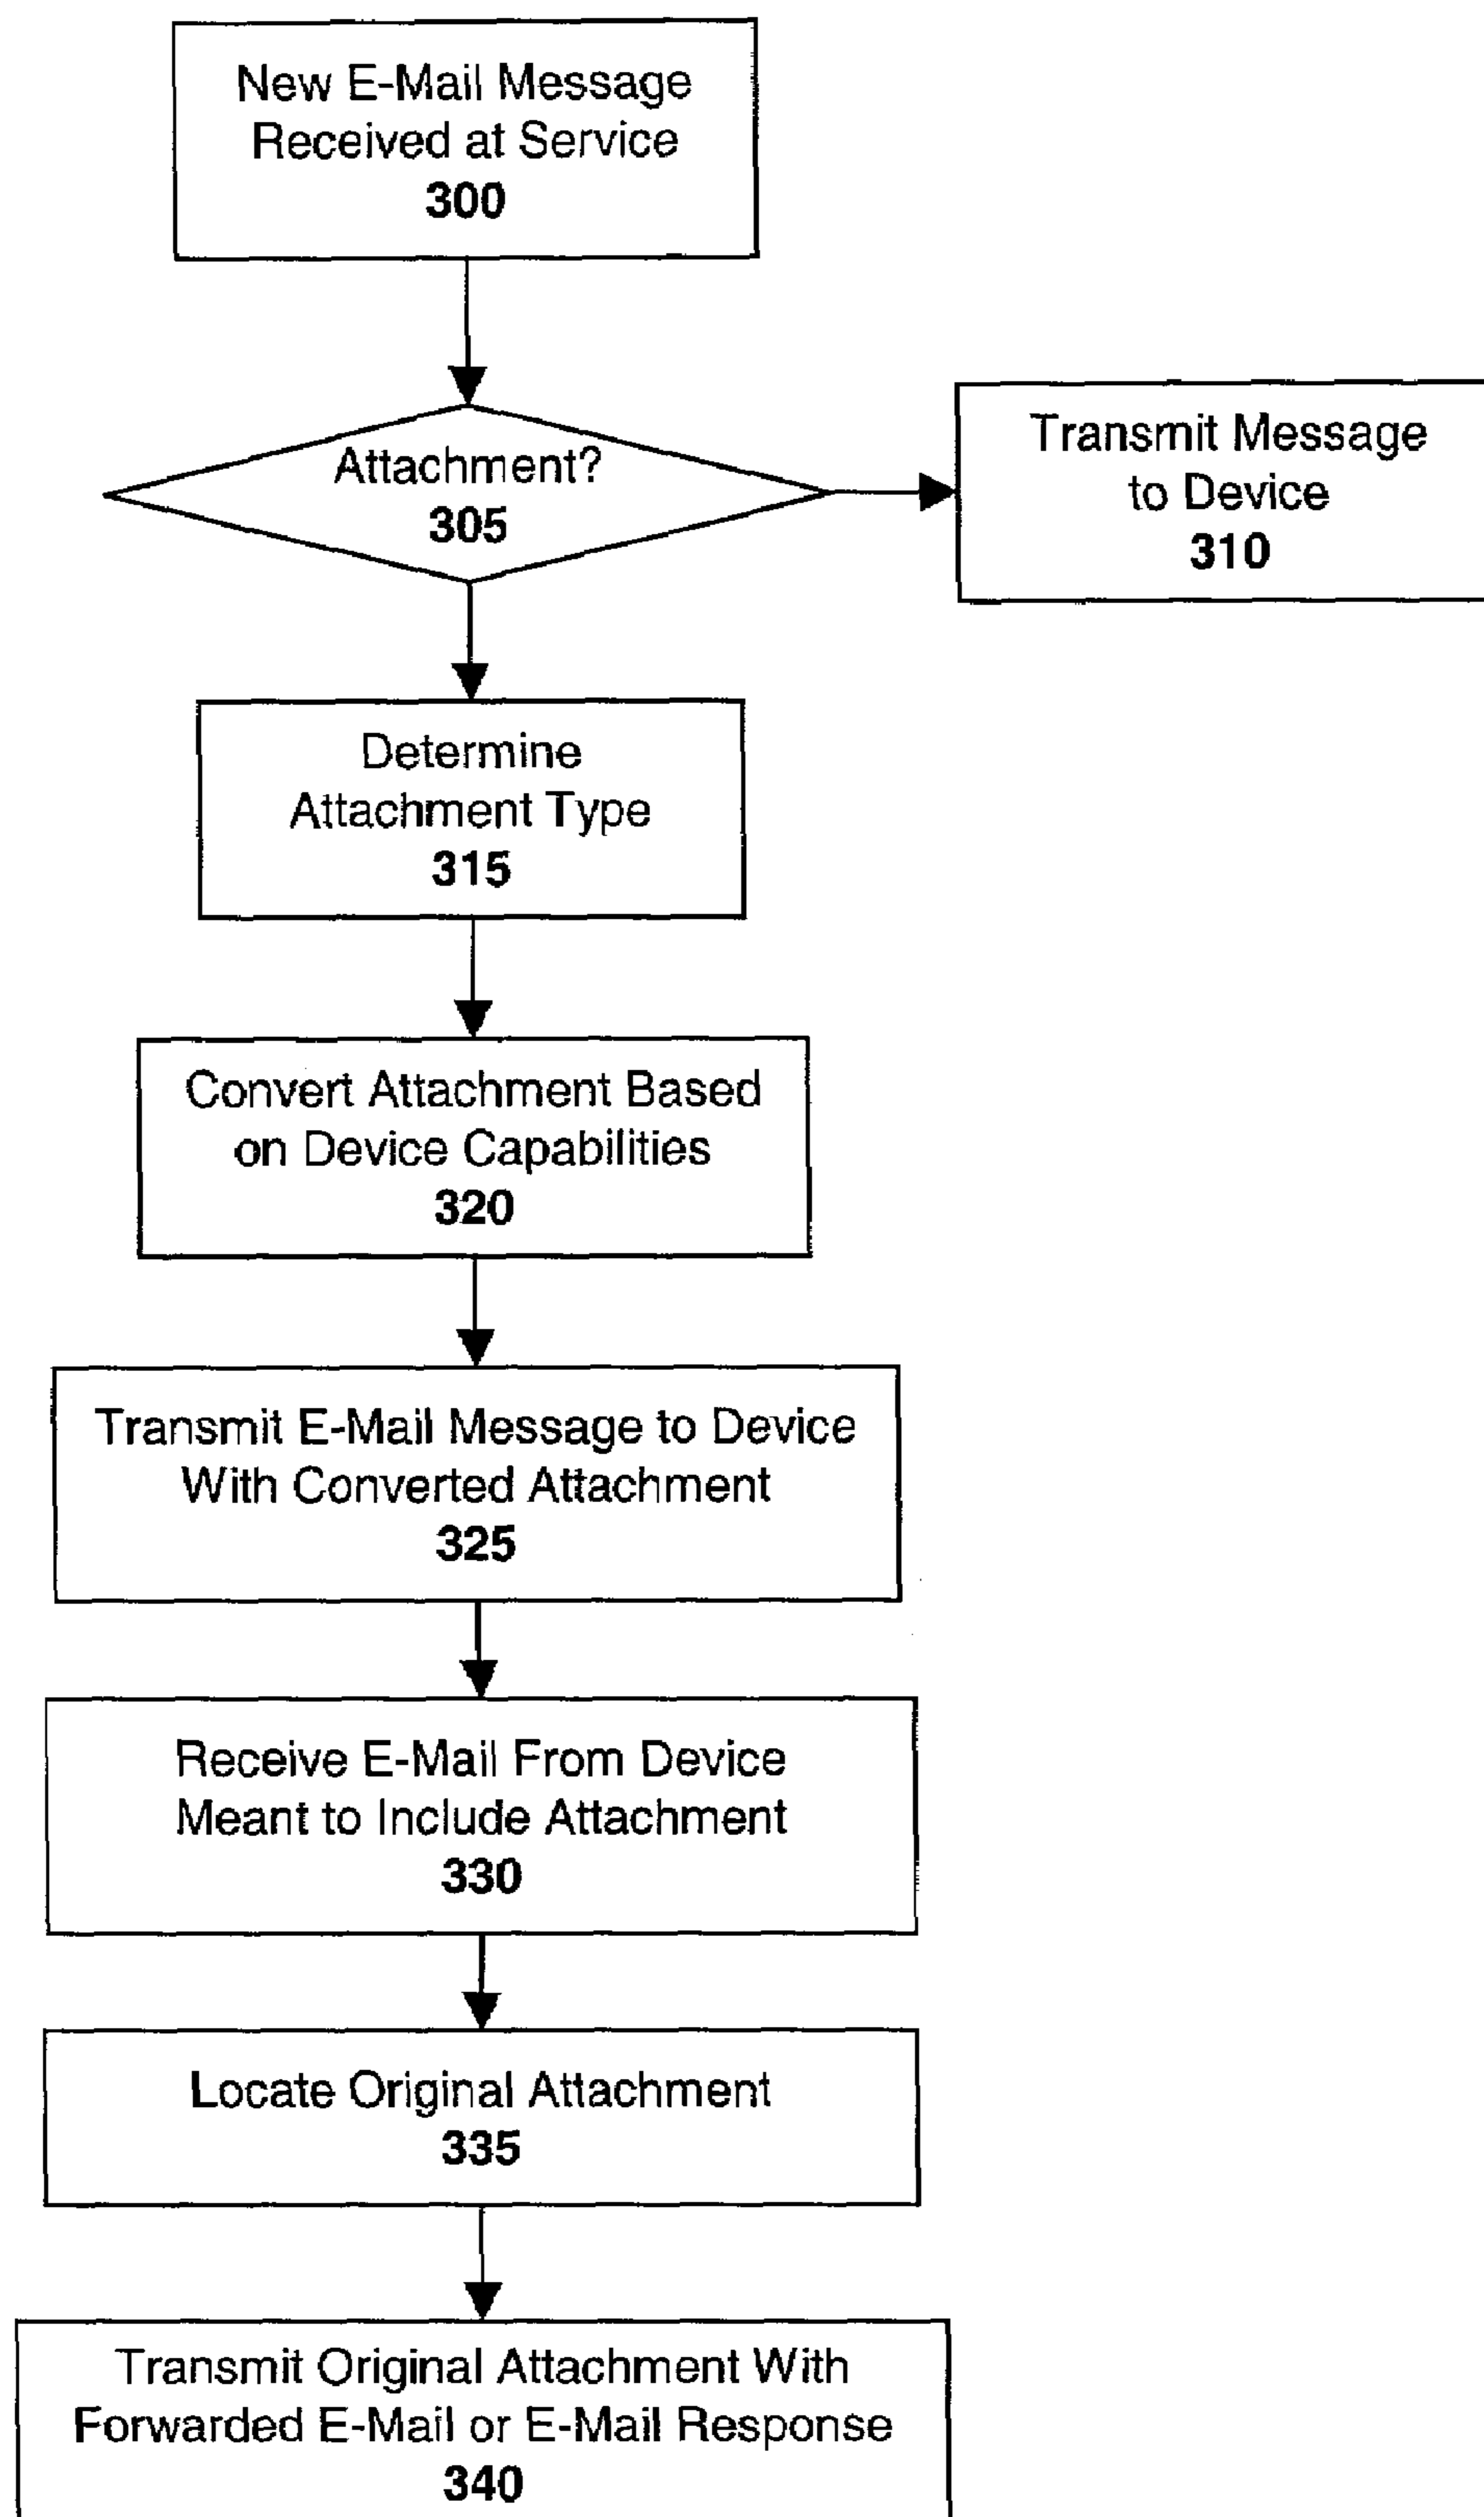 New E-Mail Message
Received at Service
300
Attachment?
305
Transmit Message
to Device
310
Determine
Attachment Type
315
Convert Attachment Based
on Device Capabilities
320
Transmit E-Mail Message to Device
With Converted Attachment
325
Receive E-Mail From Device
Meant to Include Attachment
330
Locate Original Attachment
335
Transmit Original Attachment With
Forwarded E-Mail or E-Mail Response
340